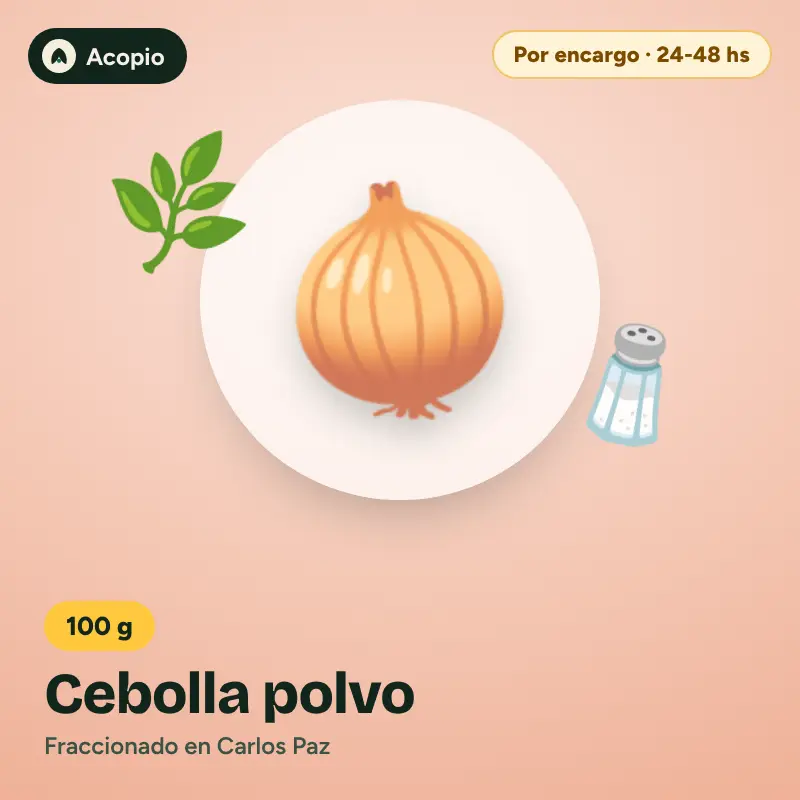 Acopio
Por encargo · 24-48 hs
100 g
Cebolla polvo
Fraccionado en Carlos Paz